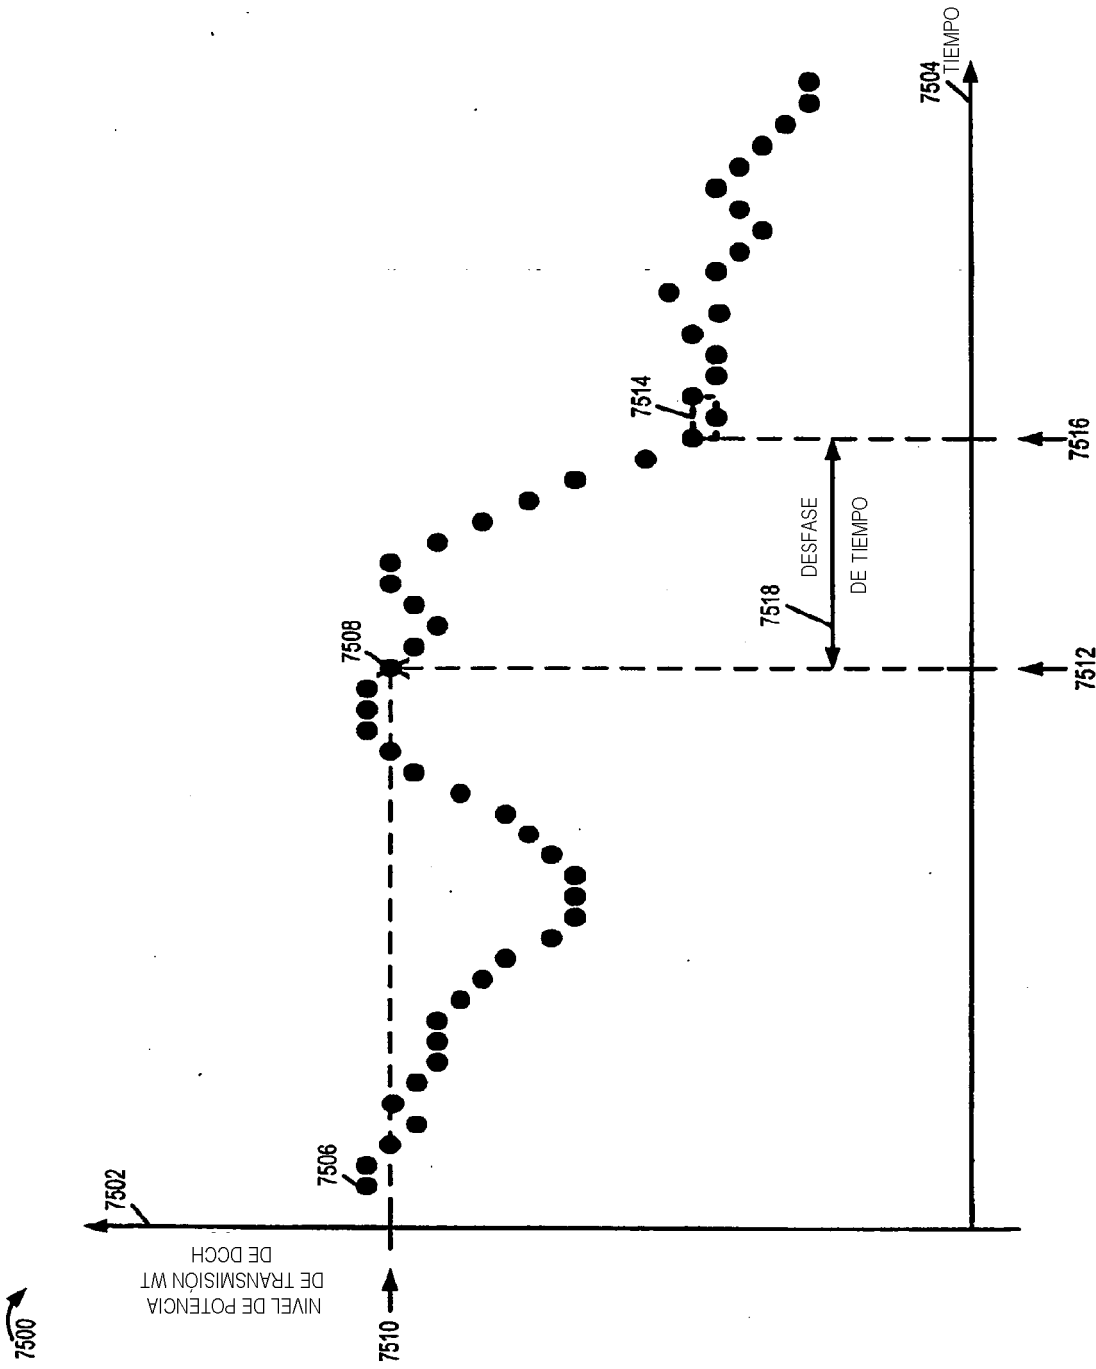 7500
7502
NIVEL DE POTENCIA
DE TRANSMISIÓN WT
DE DCCH
7510
7506
7508
7514
7518
DESFASE
DE TIEMPO
7504
TIEMPO
7512
7516